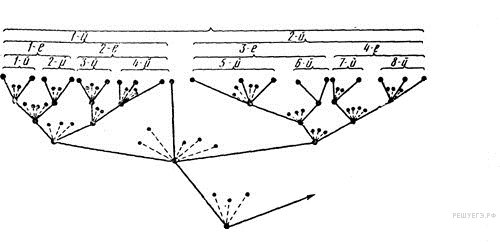 1-й 2-й
1-е 2-е 3-е 4-е
1-й 2-й 3-й 4-й 5-й 6-й 7-й 8-й
РЕШУЕГЭ.РФ